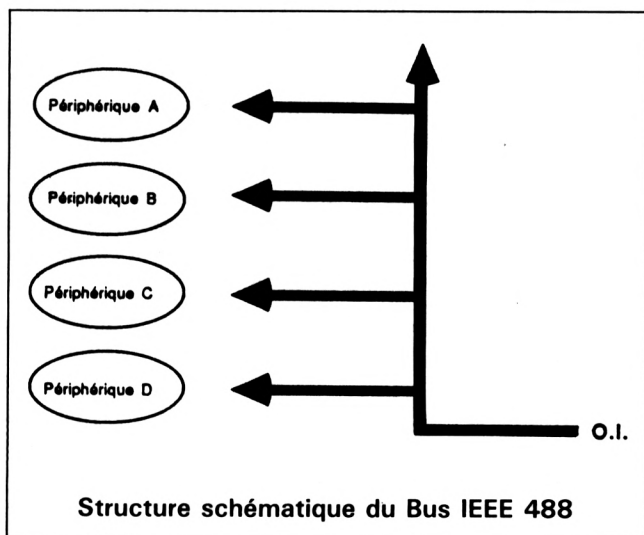 Périphérique A
Périphérique B
Périphérique C
Périphérique D
O.I.
Structure schématique du Bus IEEE 488